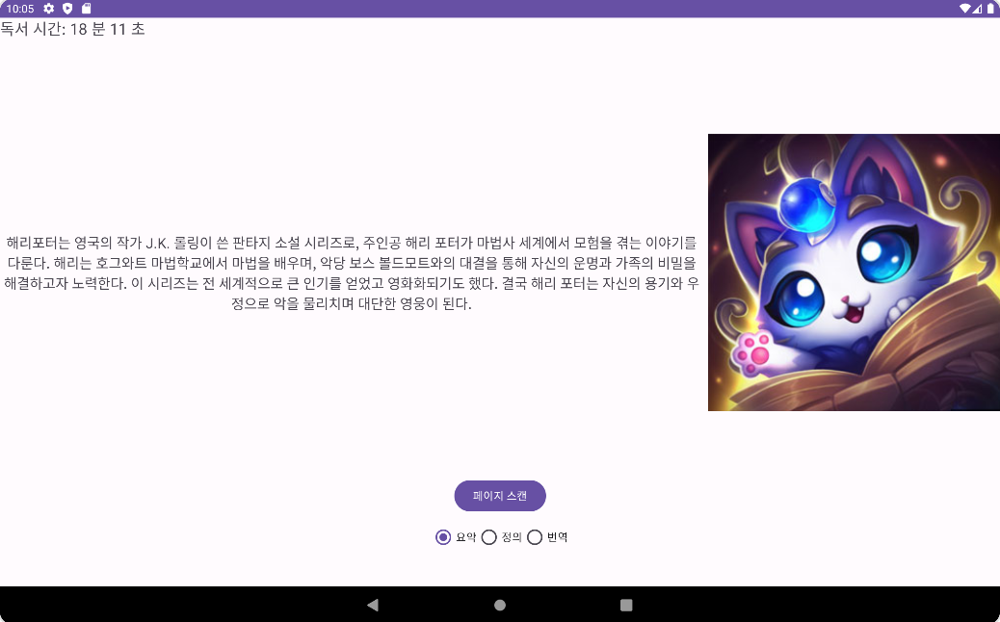 10:05
독서 시간: 18 분 11 초
해리포터는 영국의 작가 J.K. 롤링이 쓴 판타지 소설 시리즈로, 주인공 해리 포터가 마법사 세계에서 모험을 겪는 이야기를
다룬다. 해리는 호그와트 마법학교에서 마법을 배우며, 악당 보스 볼드모트와의 대결을 통해 자신의 운명과 가족의 비밀을
해결하고자 노력한다. 이 시리즈는 전 세계적으로 큰 인기를 얻었고 영화화되기도 했다. 결국 해리 포터는 자신의 용기와 우
정으로 악을 물리치며 대단한 영웅이 된다.
페이지 스캔
요약 정의 번역